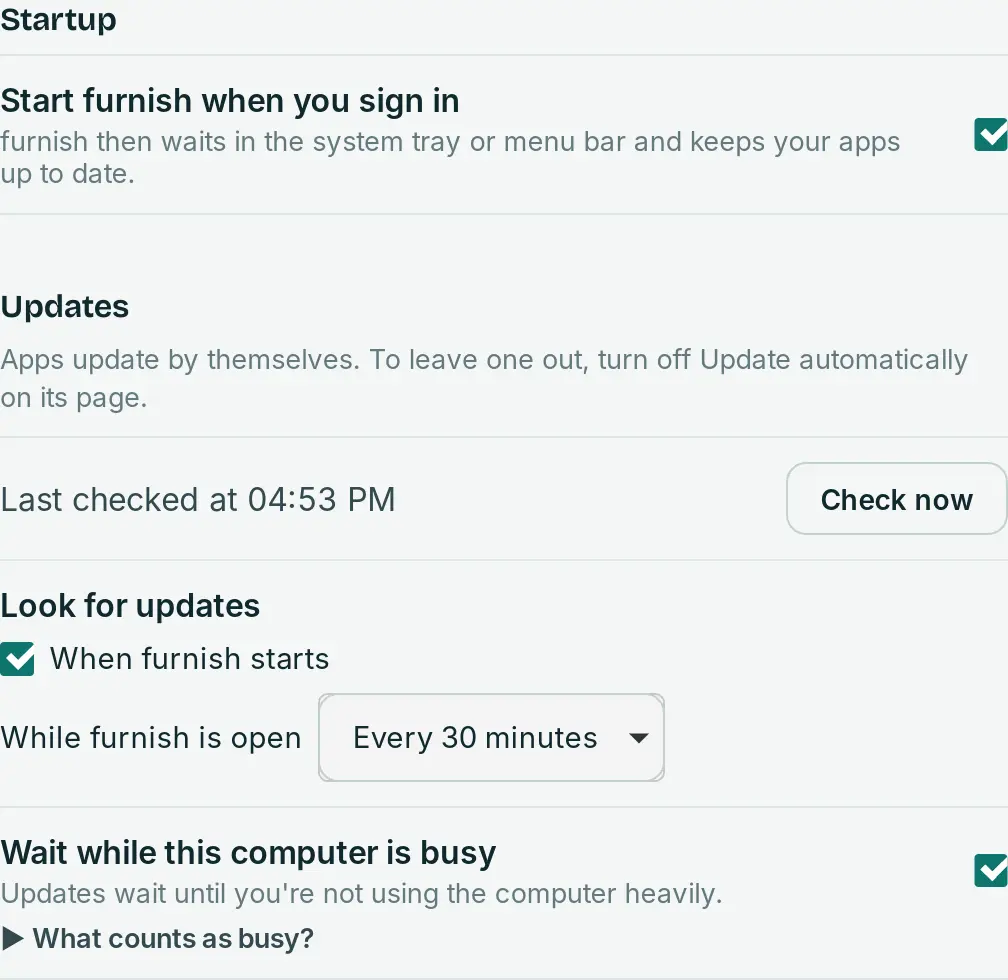 Startup
Start furnish when you sign in
furnish then waits in the system tray or menu bar and keeps your apps
up to date.
Updates
Apps update by themselves. To leave one out, turn off Update automatically
on its page.
Last checked at 04:53 PM
Check now
Look for updates
When furnish starts
While furnish is open
Every 30 minutes
Wait while this computer is busy
Updates wait until you're not using the computer heavily.
What counts as busy?